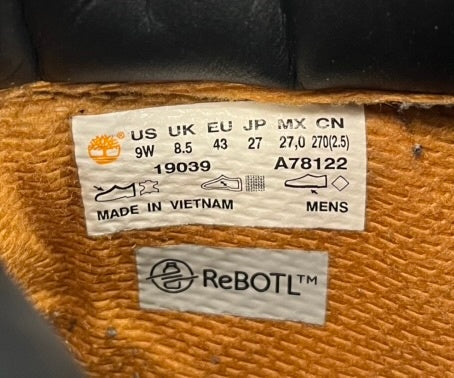 US UK EU JP MX CN
9W 8.5 43 27 27,0 270(2.5)
19039 A78122
MADE IN VIETNAM MENS
ReBOTL™